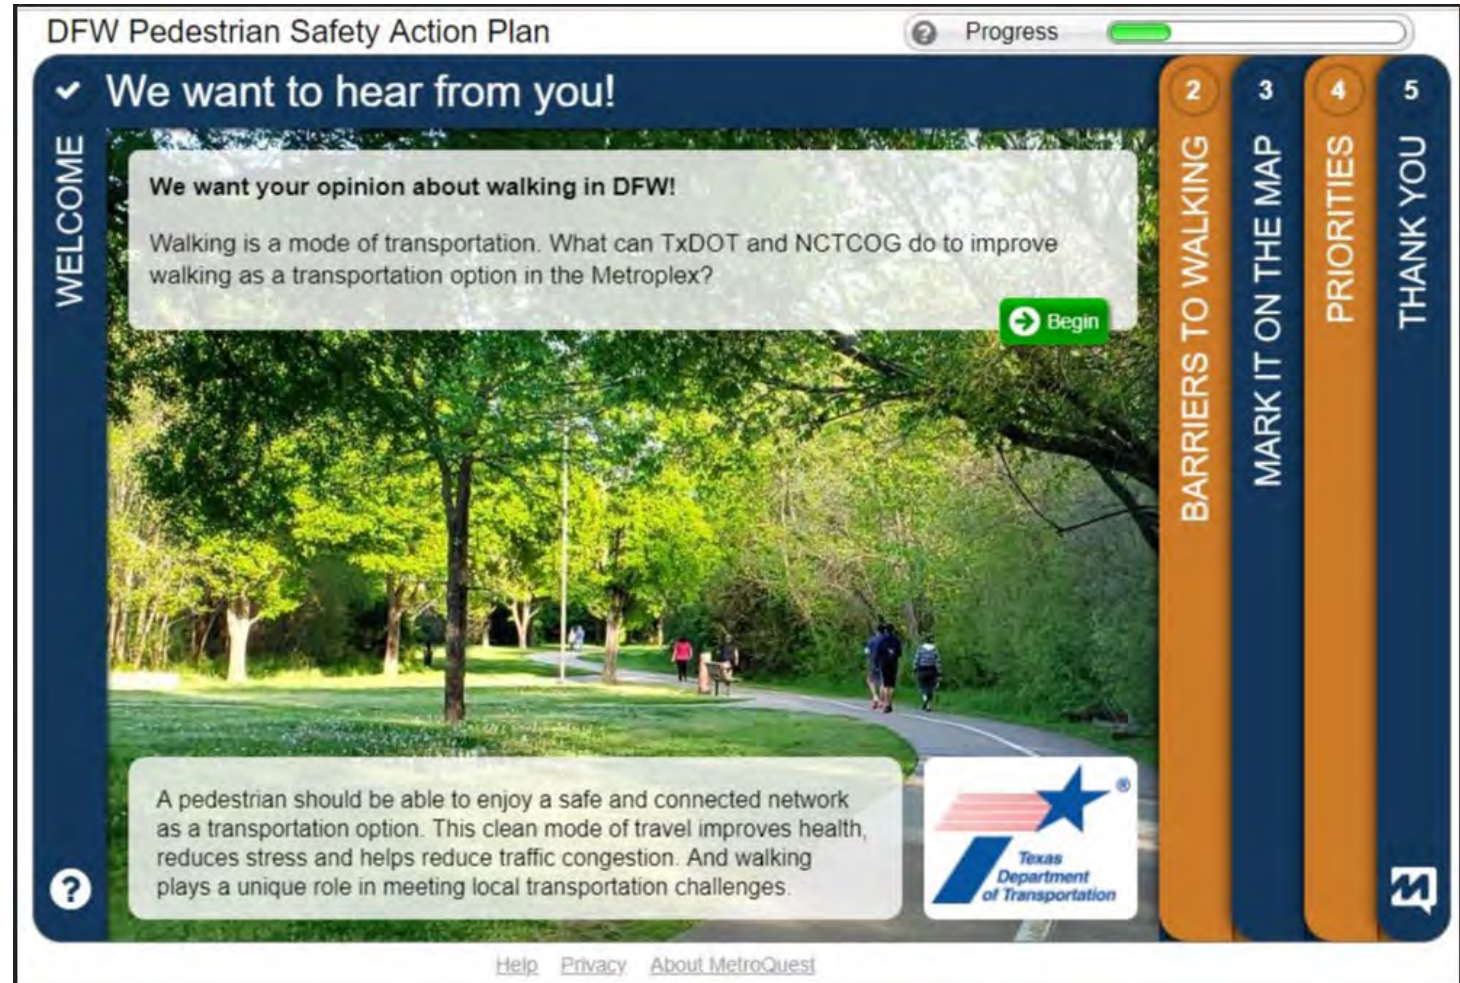 DFW Pedestrian Safety Action Plan
? Progress
We want to hear from you!
WELCOME
We want your opinion about walking in DFW!
Walking is a mode of transportation. What can TxDOT and NCTCOG do to improve
walking as a transportation option in the Metroplex?
Begin
A pedestrian should be able to enjoy a safe and connected network
as a transportation option. This clean mode of travel improves health,
reduces stress and helps reduce traffic congestion. And walking
plays a unique role in meeting local transportation challenges.
®
Texas
Department
of Transportation
?
2
BARRIERS TO WALKING
3
MARK IT ON THE MAP
4
PRIORITIES
5
THANK YOU
M
Help Privacy About MetroQuest